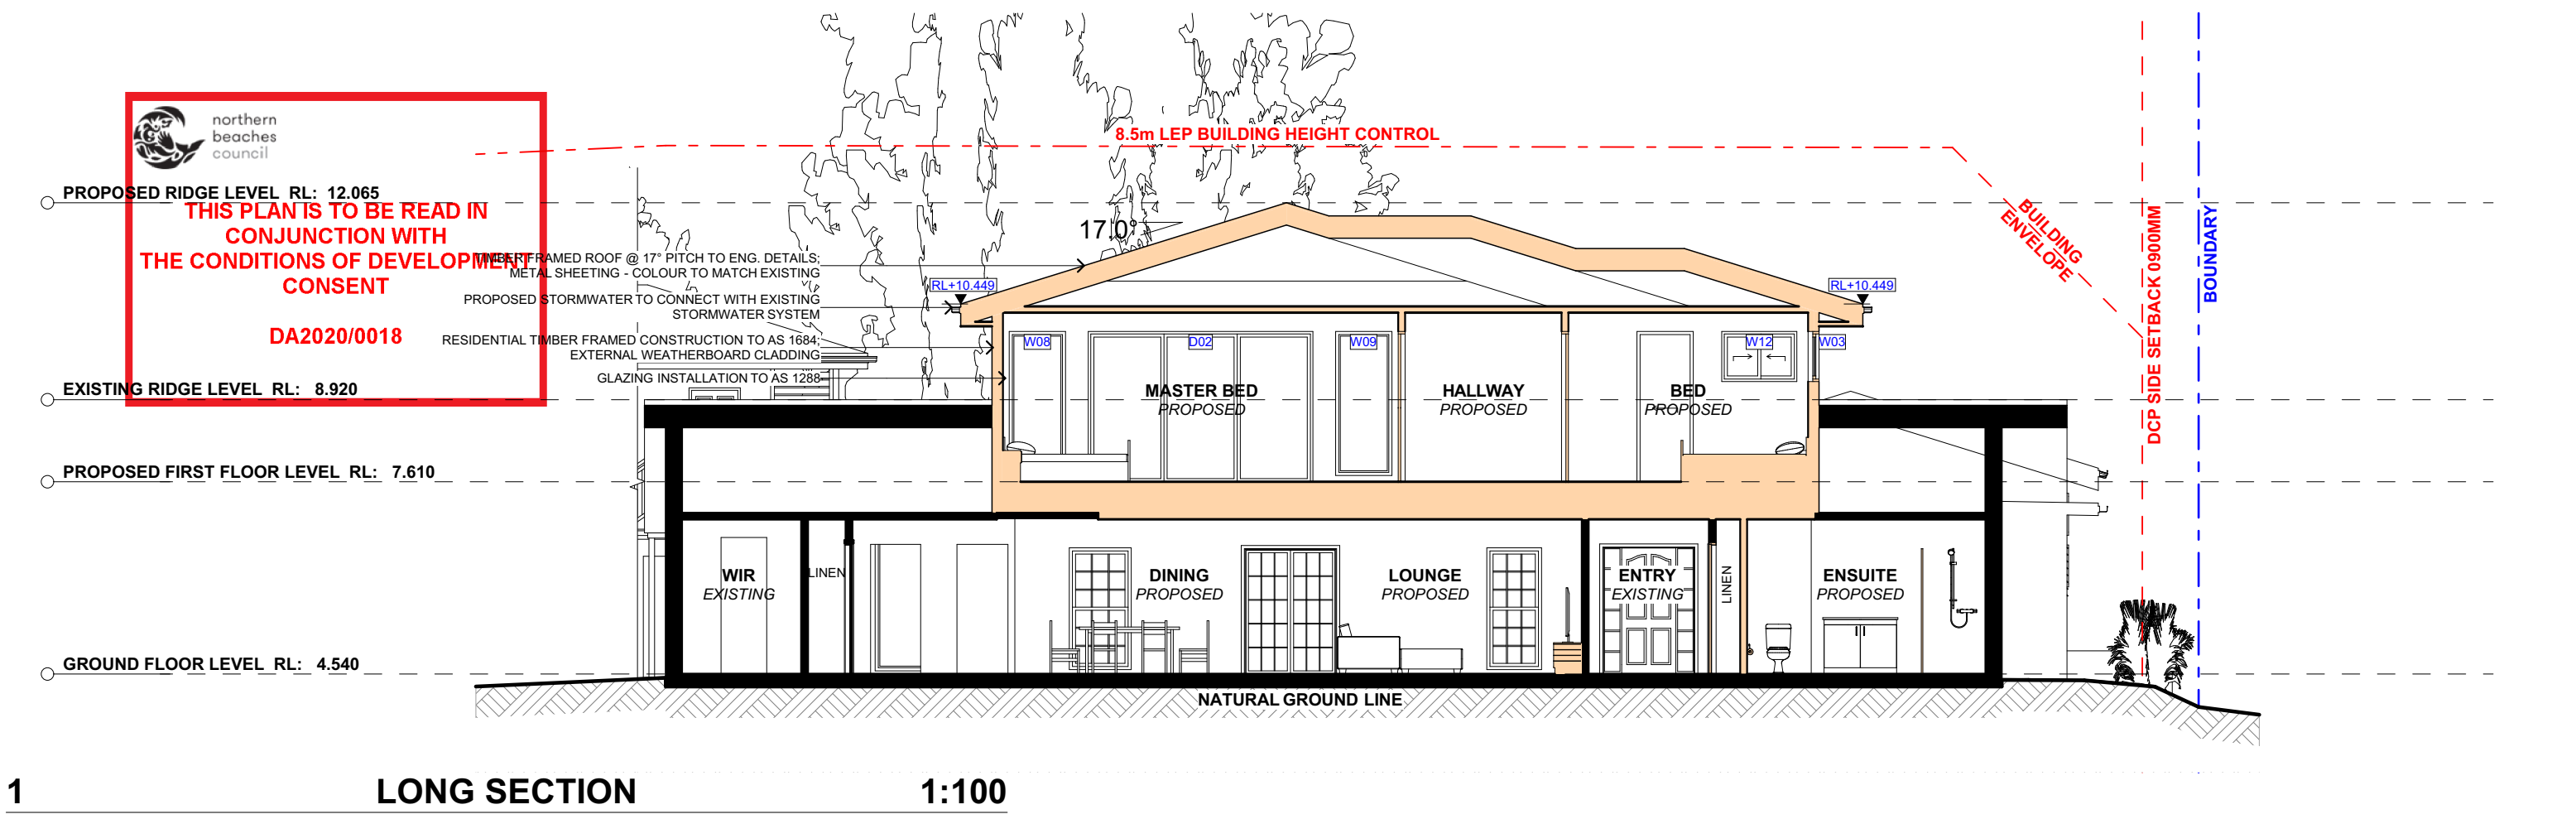 8.5m LEP BUILDING HEIGHT CONTROL
northern
beaches
council
PROPOSED RIDGE LEVEL RL: 12.065
THIS PLAN IS TO BE READ IN
CONJUNCTION WITH
THE CONDITIONS OF DEVELOPMENT
CONSENT
DA2020/0018
17.0°
TIMBER FRAMED ROOF @ 17° PITCH TO ENG. DETAILS;
METAL SHEETING - COLOUR TO MATCH EXISTING
PROPOSED STORMWATER TO CONNECT WITH EXISTING
STORMWATER SYSTEM
RESIDENTIAL TIMBER FRAMED CONSTRUCTION TO AS 1684;
EXTERNAL WEATHERBOARD CLADDING
GLAZING INSTALLATION TO AS 1288
RL+10.449
RL+10.449
BUILDING
ENVELOPE
DCP SIDE SETBACK 0900MM
BOUNDARY
W08
D02
W09
W12
W03
EXISTING RIDGE LEVEL RL: 8.920
MASTER BED
PROPOSED
HALLWAY
PROPOSED
BED
PROPOSED
PROPOSED FIRST FLOOR LEVEL RL: 7.610
WIR
EXISTING
LINEN
DINING
PROPOSED
LOUNGE
PROPOSED
ENTRY
EXISTING
LINEN
ENSUITE
PROPOSED
GROUND FLOOR LEVEL RL: 4.540
NATURAL GROUND LINE
1 LONG SECTION 1:100